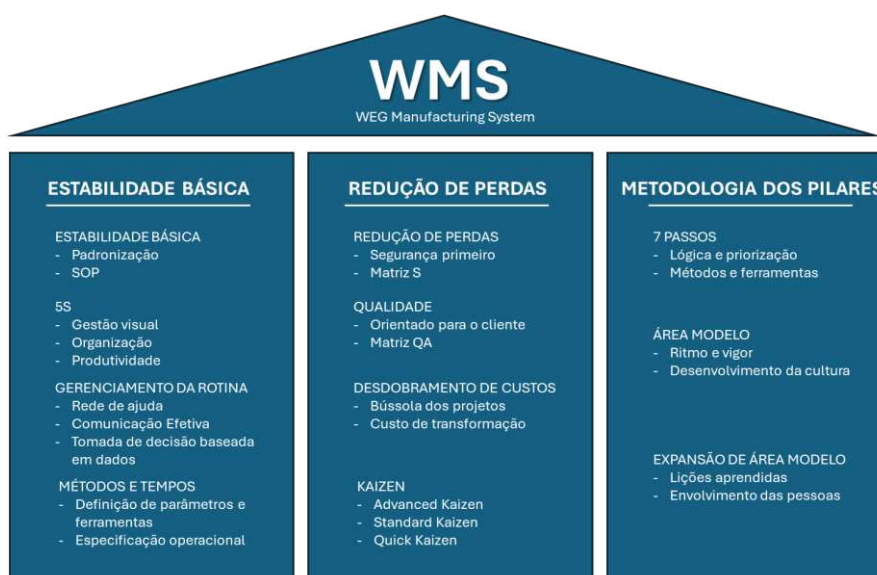 WMS
WEG Manufacturing System
ESTABILIDADE BÁSICA
ESTABILIDADE BÁSICA
- Padronização
- SOP
5S
- Gestão visual
- Organização
- Produtividade
GERENCIAMENTO DA ROTINA
- Rede de ajuda
- Comunicação Efetiva
- Tomada de decisão baseada
em dados
MÉTODOS E TEMPOS
- Definição de parâmetros e
ferramentas
- Especificação operacional
REDUÇÃO DE PERDAS
REDUÇÃO DE PERDAS
- Segurança primeiro
- Matriz S
QUALIDADE
- Orientado para o cliente
- Matriz QA
DESDOBRAMENTO DE CUSTOS
- Bússola dos projetos
- Custo de transformação
KAIZEN
- Advanced Kaizen
- Standard Kaizen
- Quick Kaizen
METODOLOGIA DOS PILARES
7 PASSOS
- Lógica e priorização
- Métodos e ferramentas
ÁREA MODELO
- Ritmo e vigor
- Desenvolvimento da cultura
EXPANSÃO DE ÁREA MODELO
- Lições aprendidas
- Envolvimento das pessoas